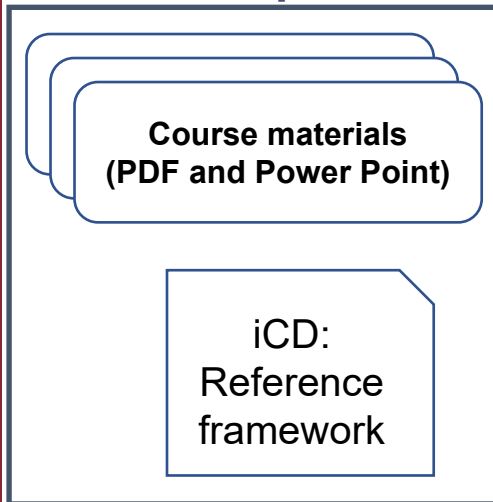 Course materials
(PDF and Power Point)
iCD:
Reference
framework